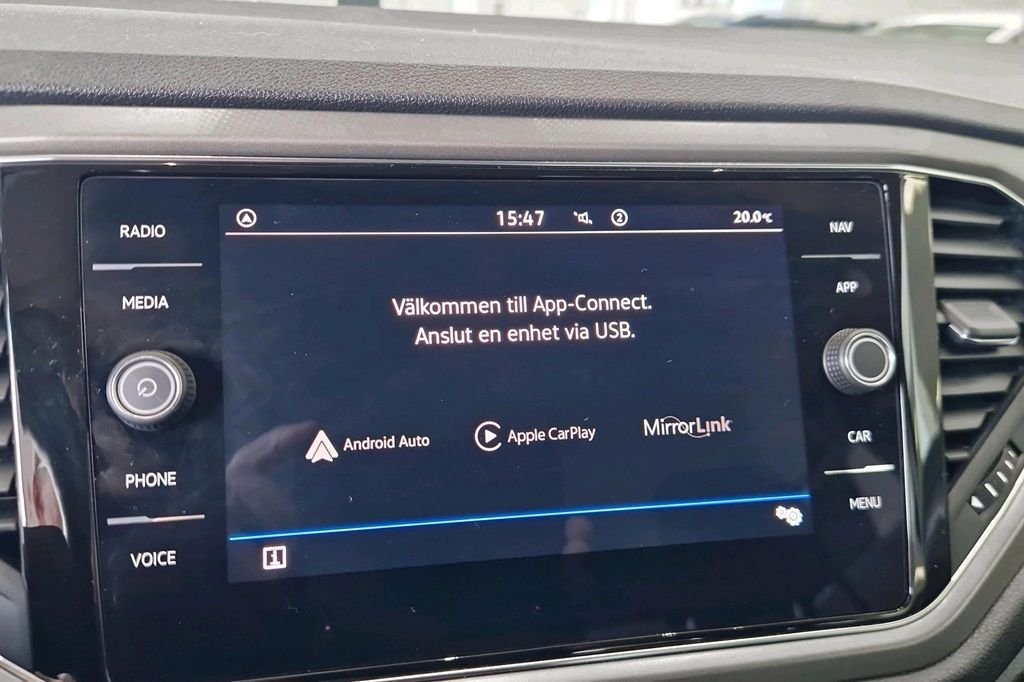 RADIO
MEDIA
PHONE
VOICE
15:47
2
20.0°C
Välkommen till App-Connect.
Anslut en enhet via USB.
Android Auto
Apple CarPlay
MirrorLink
i
NAV
APP
CAR
MENU